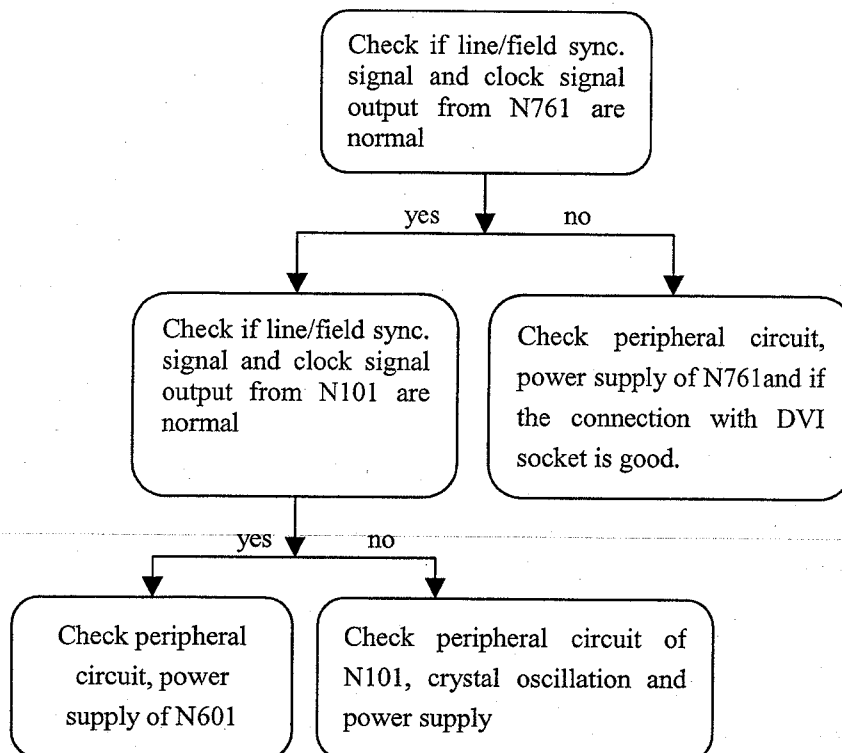 Check if line/field sync.
signal and clock signal
output from N761 are
normal
yes
no
Check if line/field sync.
signal and clock signal
output from N101 are
normal
Check peripheral circuit,
power supply of N761and if
the connection with DVI
socket is good.
yes
no
Check peripheral
circuit, power
supply of N601
Check peripheral circuit of
N101, crystal oscillation and
power supply